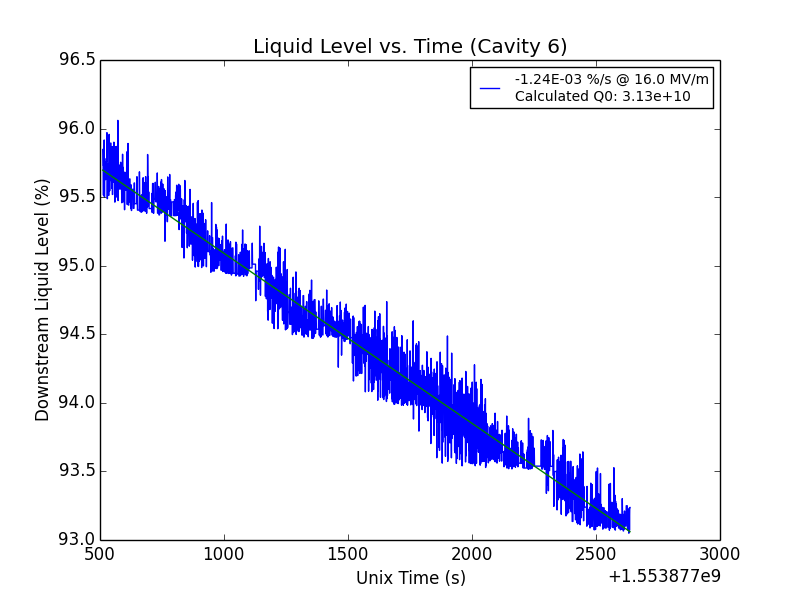 Liquid Level vs. Time (Cavity 6)
-1.24E-03 %/s @ 16.0 MV/m
Calculated Q0: 3.13e+10
Downstream Liquid Level (%)
96.5
96.0
95.5
95.0
94.5
94.0
93.5
93.0
500
1000
1500
2000
2500
3000
Unix Time (s)
+1.553877e9